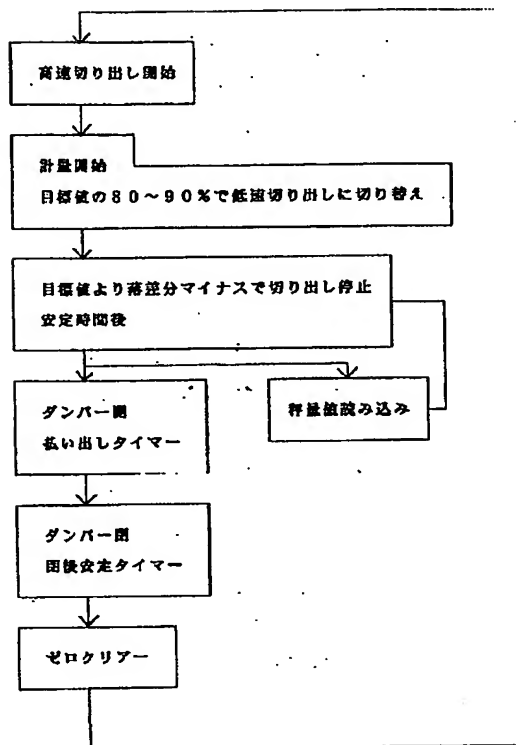 高速切り出し開始
計量開始
目標値の80～90%で低速切り出しに切り替え
目標値より落差分マイナスで切り出し停止
安定時間後
ダンパー開
払い出しタイマー
秤量値読み込み
ダンパー閉
閉後安定タイマー
ゼロクリアー